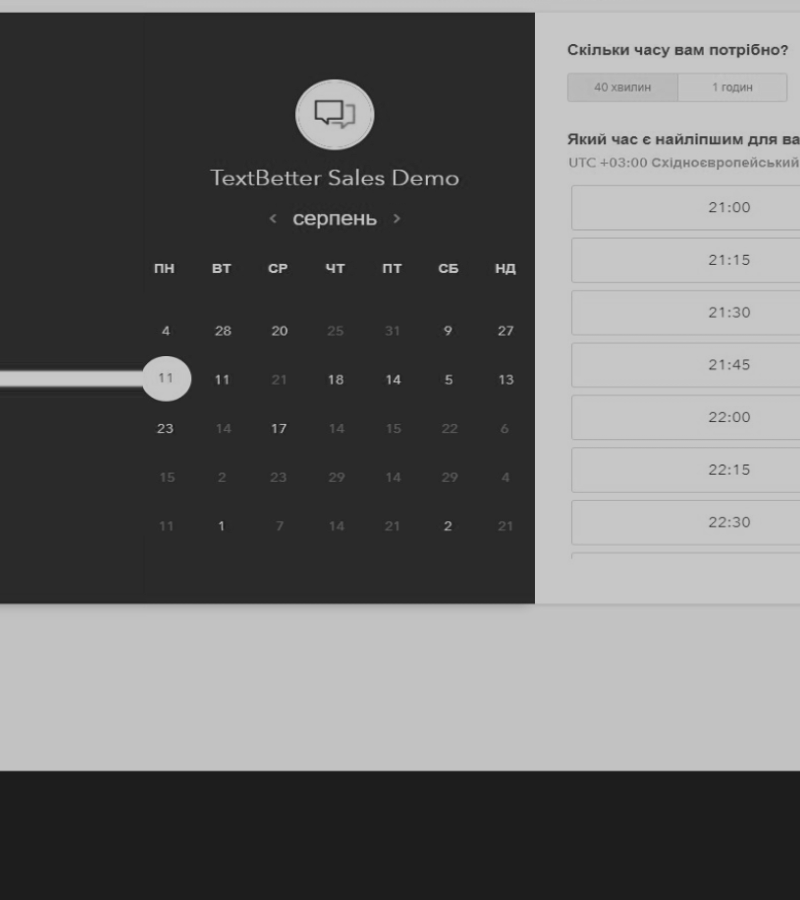 TextBetter Sales Demo
серпень
ПН ВТ СР ЧТ ПТ СБ НД
4 28 20 25 31 9 27
11 11 21 18 14 5 13
23 14 17 14 15 22 6
15 2 23 29 14 29 4
11 1 7 14 21 2 21
Скільки часу вам потрібно?
40 хвилин 1 годин
Який час є найліпшим для ва
UTC +03:00 Східноєвропейський
21:00
21:15
21:30
21:45
22:00
22:15
22:30